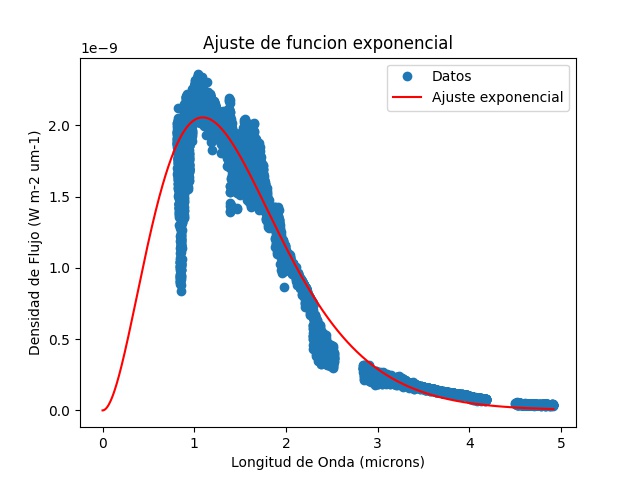 Ajuste de funcion exponencial
1e−9
Datos
Ajuste exponencial
2.0
1.5
1.0
0.5
0.0
Densidad de Flujo (W m-2 um-1)
0 1 2 3 4 5
Longitud de Onda (microns)